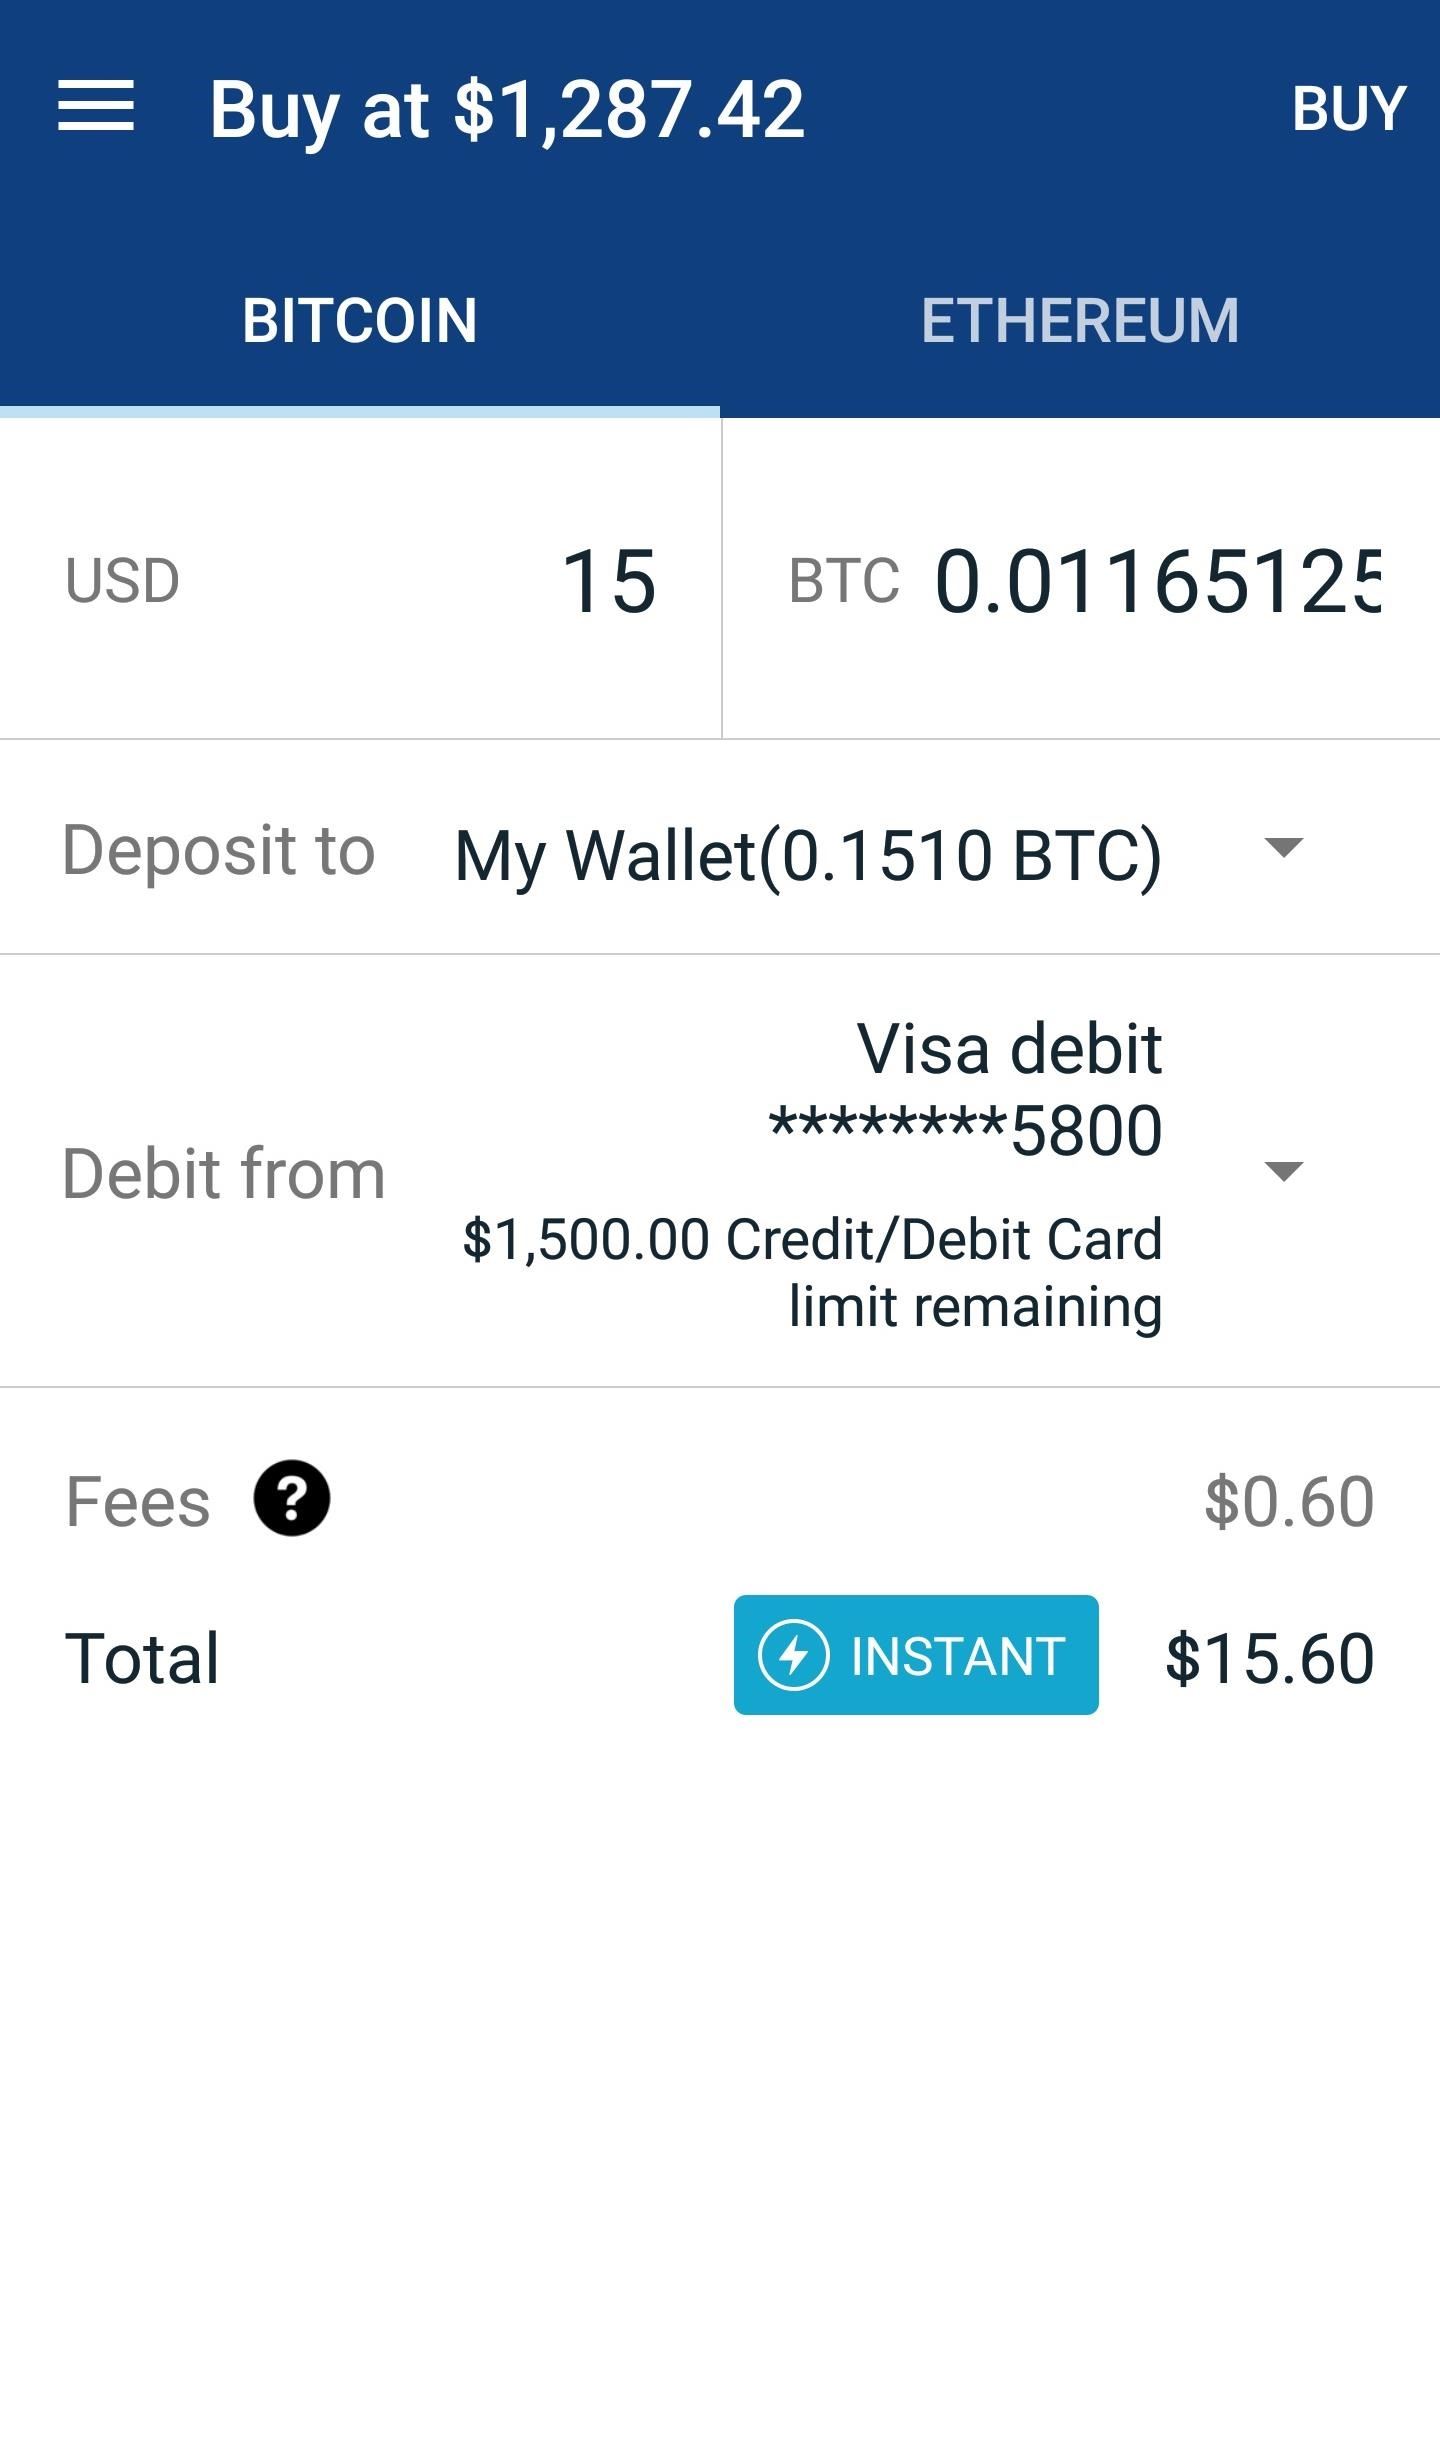 Buy at $1,287.42
BUY
BITCOIN
ETHEREUM
USD 15
BTC 0.01165125
Deposit to My Wallet(0.1510 BTC)
Visa debit
********5800
Debit from
$1,500.00 Credit/Debit Card
limit remaining
Fees ? $0.60
Total INSTANT $15.60